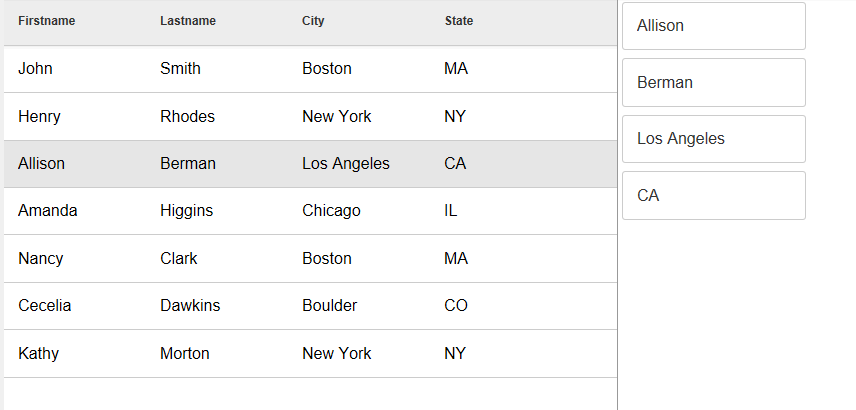 Firstname Lastname City State
John Smith Boston MA
Henry Rhodes New York NY
Allison Berman Los Angeles CA
Amanda Higgins Chicago IL
Nancy Clark Boston MA
Cecelia Dawkins Boulder CO
Kathy Morton New York NY
Allison
Berman
Los Angeles
CA